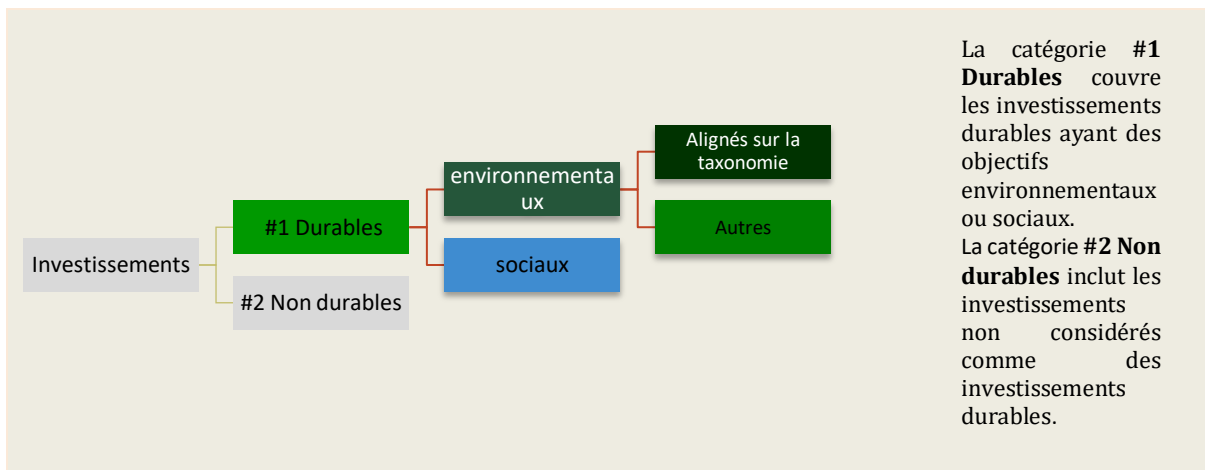 Investissements
#1 Durables
#2 Non durables
environnementa
ux
sociaux
Alignés sur la
taxonomie
Autres
La catégorie #1
Durables couvre
les investissements
durables ayant des
objectifs
environnementaux
ou sociaux.
La catégorie #2 Non
durables inclut les
investissements
non considérés
comme des
investissements
durables.